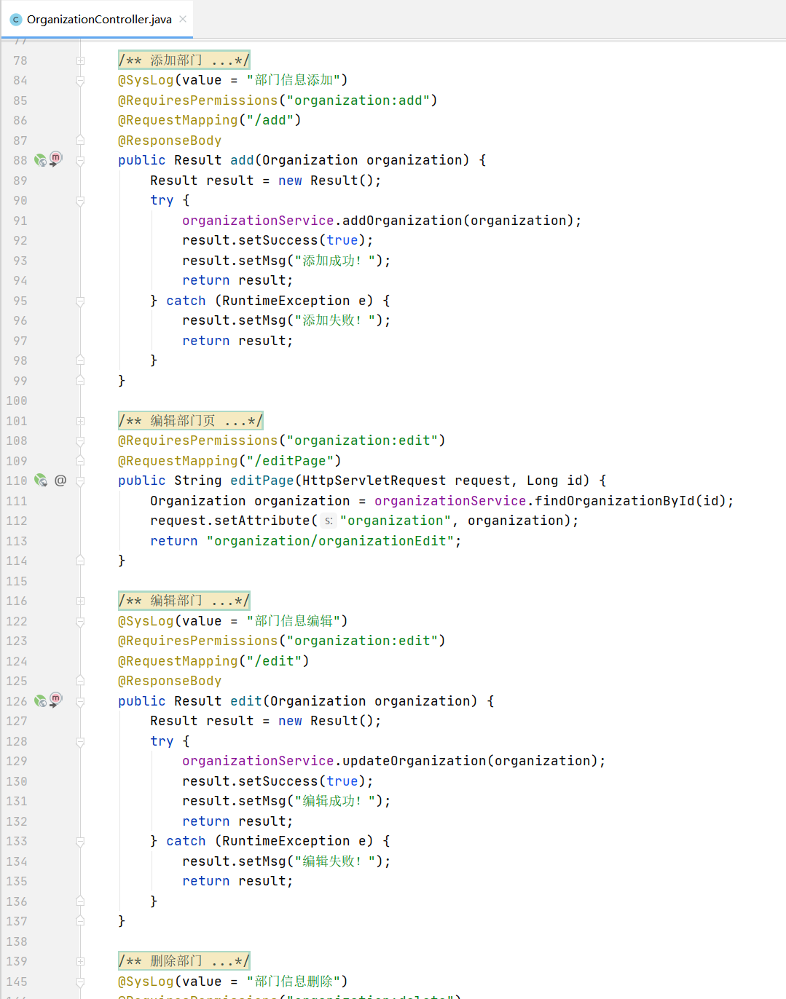 OrganizationController.java
77
78 /** 添加部门 ...*/
84 @SysLog(value = "部门信息添加")
85 @RequiresPermissions("organization:add")
86 @RequestMapping("/add")
87 @ResponseBody
88 public Result add(Organization organization) {
89 Result result = new Result();
90 try {
91 organizationService.addOrganization(organization);
92 result.setSuccess(true);
93 result.setMsg("添加成功！");
94 return result;
95 } catch (RuntimeException e) {
96 result.setMsg("添加失败！");
97 return result;
98 }
99 }
100
101 /** 编辑部门页 ...*/
108 @RequiresPermissions("organization:edit")
109 @RequestMapping("/editPage")
110 @ public String editPage(HttpServletRequest request, Long id) {
111 Organization organization = organizationService.findOrganizationById(id);
112 request.setAttribute( s: "organization", organization);
113 return "organization/organizationEdit";
114 }
115
116 /** 编辑部门 ...*/
122 @SysLog(value = "部门信息编辑")
123 @RequiresPermissions("organization:edit")
124 @RequestMapping("/edit")
125 @ResponseBody
126 public Result edit(Organization organization) {
127 Result result = new Result();
128 try {
129 organizationService.updateOrganization(organization);
130 result.setSuccess(true);
131 result.setMsg("编辑成功！");
132 return result;
133 } catch (RuntimeException e) {
134 result.setMsg("编辑失败！");
135 return result;
136 }
137 }
138
139 /** 删除部门 ...*/
145 @SysLog(value = "部门信息删除")